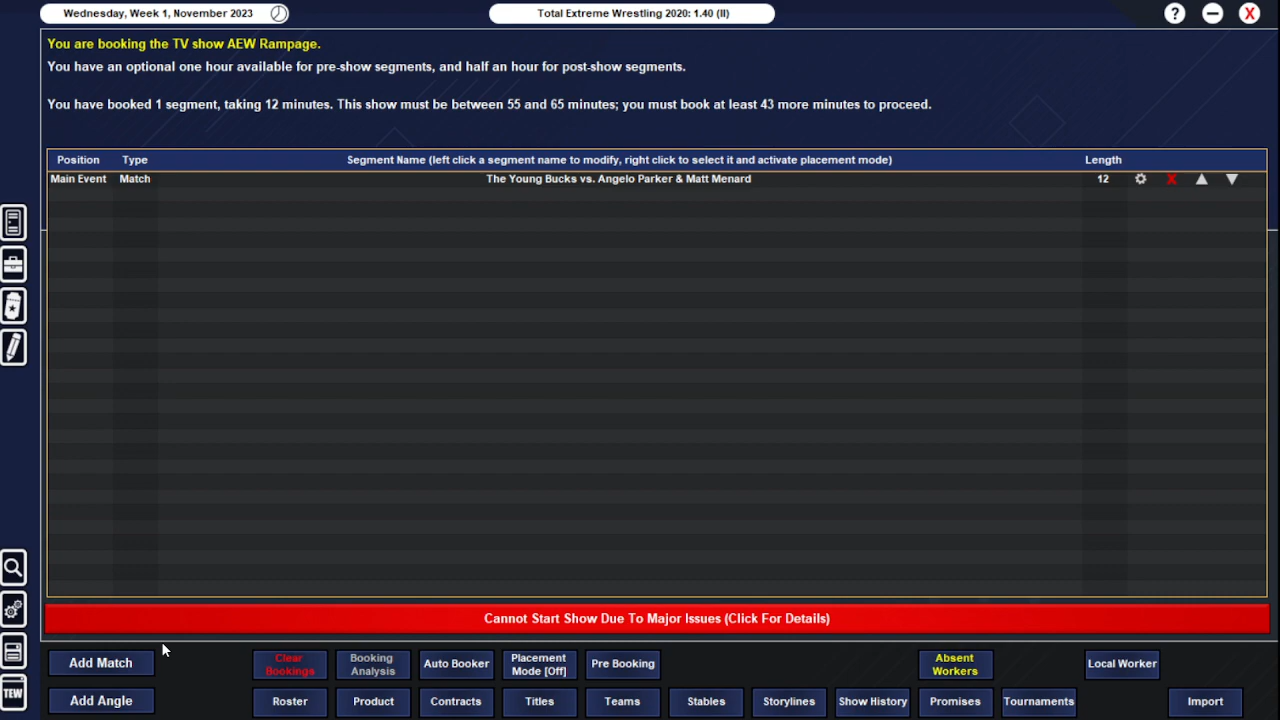 Wednesday, Week 1, November 2023
Total Extreme Wrestling 2020: 1.40 (II)
?
X
You are booking the TV show AEW Rampage.
You have an optional one hour available for pre-show segments, and half an hour for post-show segments.
You have booked 1 segment, taking 12 minutes. This show must be between 55 and 65 minutes; you must book at least 43 more minutes to proceed.
Position Type Segment Name (left click a segment name to modify, right click to select it and activate placement mode) Length
Main Event Match The Young Bucks vs. Angelo Parker & Matt Menard 12 X
Cannot Start Show Due To Major Issues (Click For Details)
Add Match
Clear Bookings
Booking Analysis
Auto Booker
Placement Mode [Off]
Pre Booking
Absent Workers
Local Worker
TEW
Add Angle
Roster
Product
Contracts
Titles
Teams
Stables
Storylines
Show History
Promises
Tournaments
Import